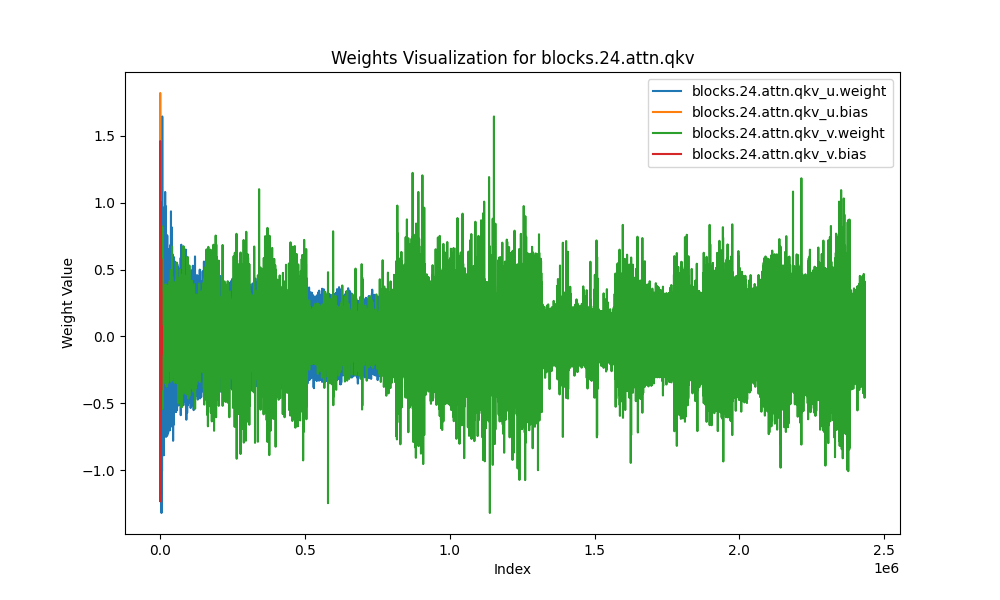 Weights Visualization for blocks.24.attn.qkv
blocks.24.attn.qkv_u.weight
blocks.24.attn.qkv_u.bias
blocks.24.attn.qkv_v.weight
blocks.24.attn.qkv_v.bias
Weight Value
1.5
1.0
0.5
0.0
−0.5
−1.0
0.0 0.5 1.0 1.5 2.0 2.5
1e6
Index